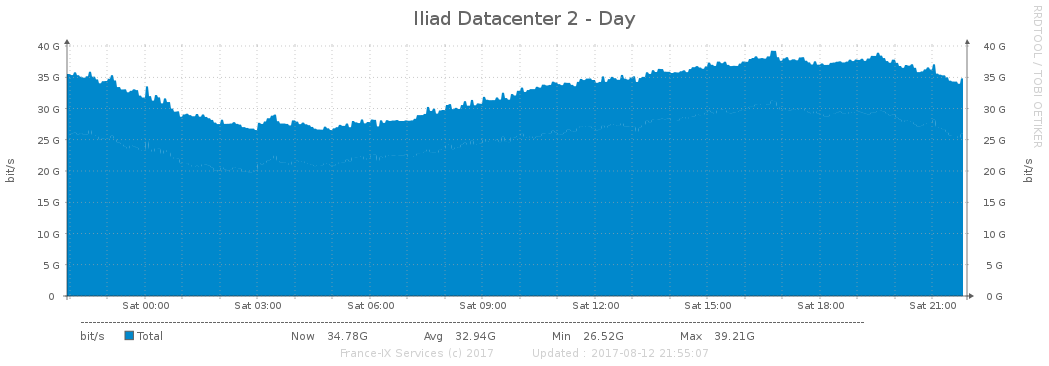 Iliad Datacenter 2 - Day
RRDTOOL / TOBI OETIKER
bit/s
40 G 40 G
35 G 35 G
30 G 30 G
25 G 25 G
20 G 20 G
15 G 15 G
10 G 10 G
5 G 5 G
0 0 G
bit/s
Sat 00:00 Sat 03:00 Sat 06:00 Sat 09:00 Sat 12:00 Sat 15:00 Sat 18:00 Sat 21:00
bit/s Total Now 34.78G Avg 32.94G Min 26.52G Max 39.21G
France-IX Services (c) 2017 Updated : 2017-08-12 21:55:07